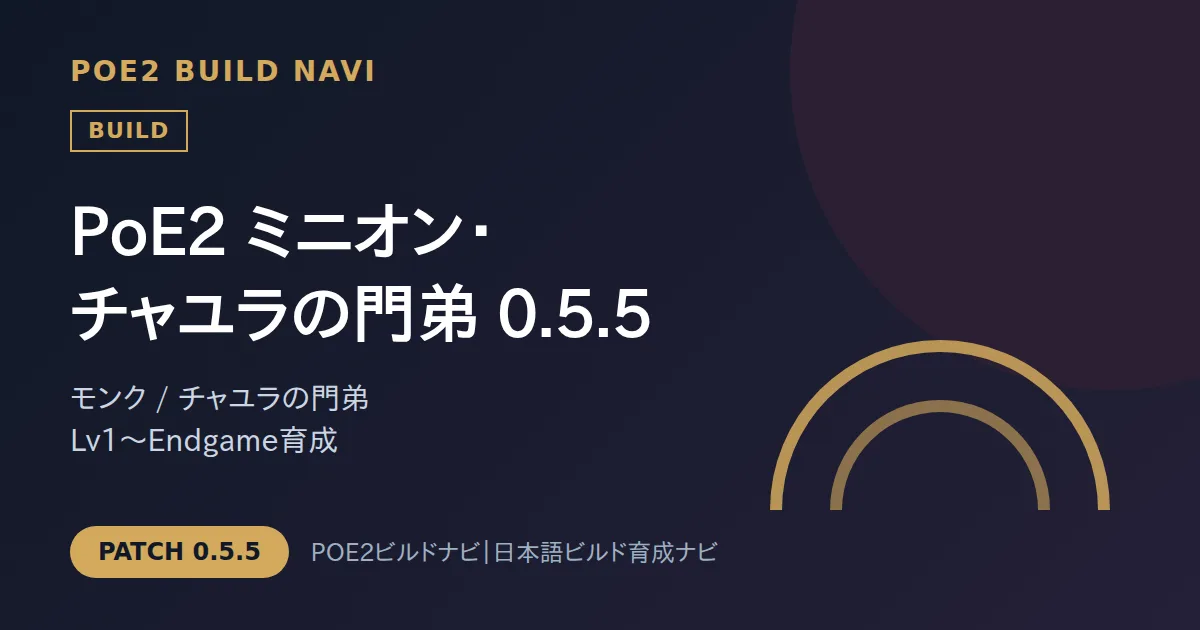 POE2 BUILD NAVI
BUILD
PoE2 ミニオン・
チャユラの門弟 0.5.5
モンク / チャユラの門弟
Lv1〜Endgame育成
PATCH 0.5.5
POE2ビルドナビ|日本語ビルド育成ナビ